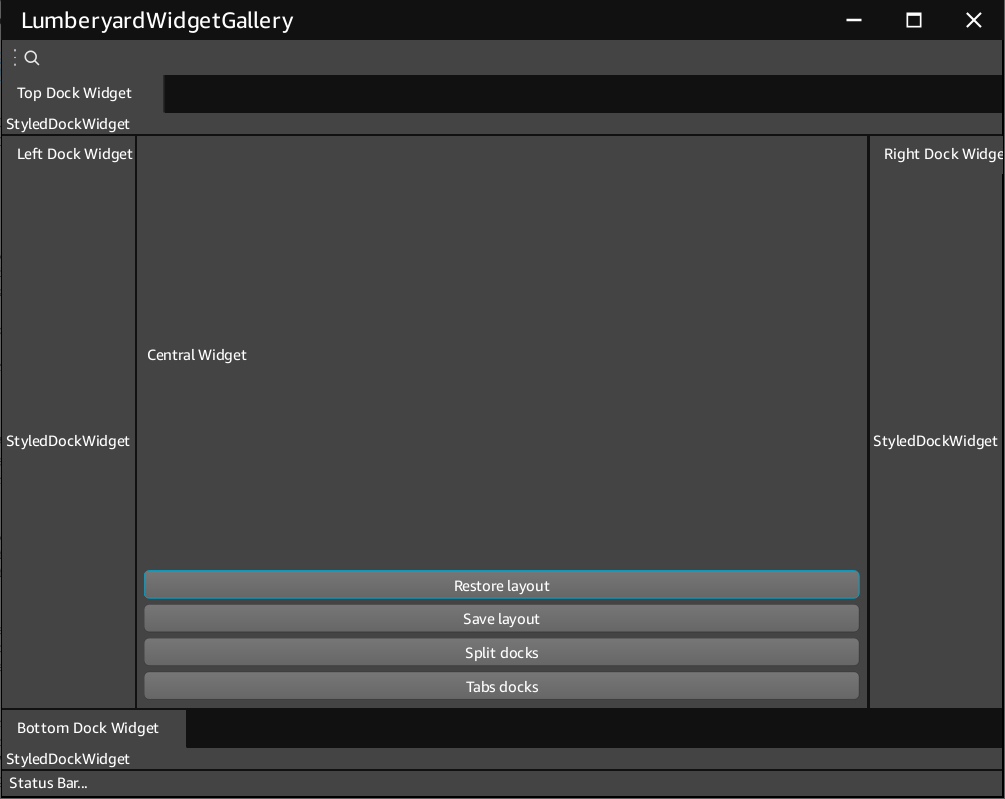 LumberyardWidgetGallery
Top Dock Widget
StyledDockWidget
Left Dock Widget
Right Dock Widge
Central Widget
StyledDockWidget
StyledDockWidget
Restore layout
Save layout
Split docks
Tabs docks
Bottom Dock Widget
StyledDockWidget
Status Bar...